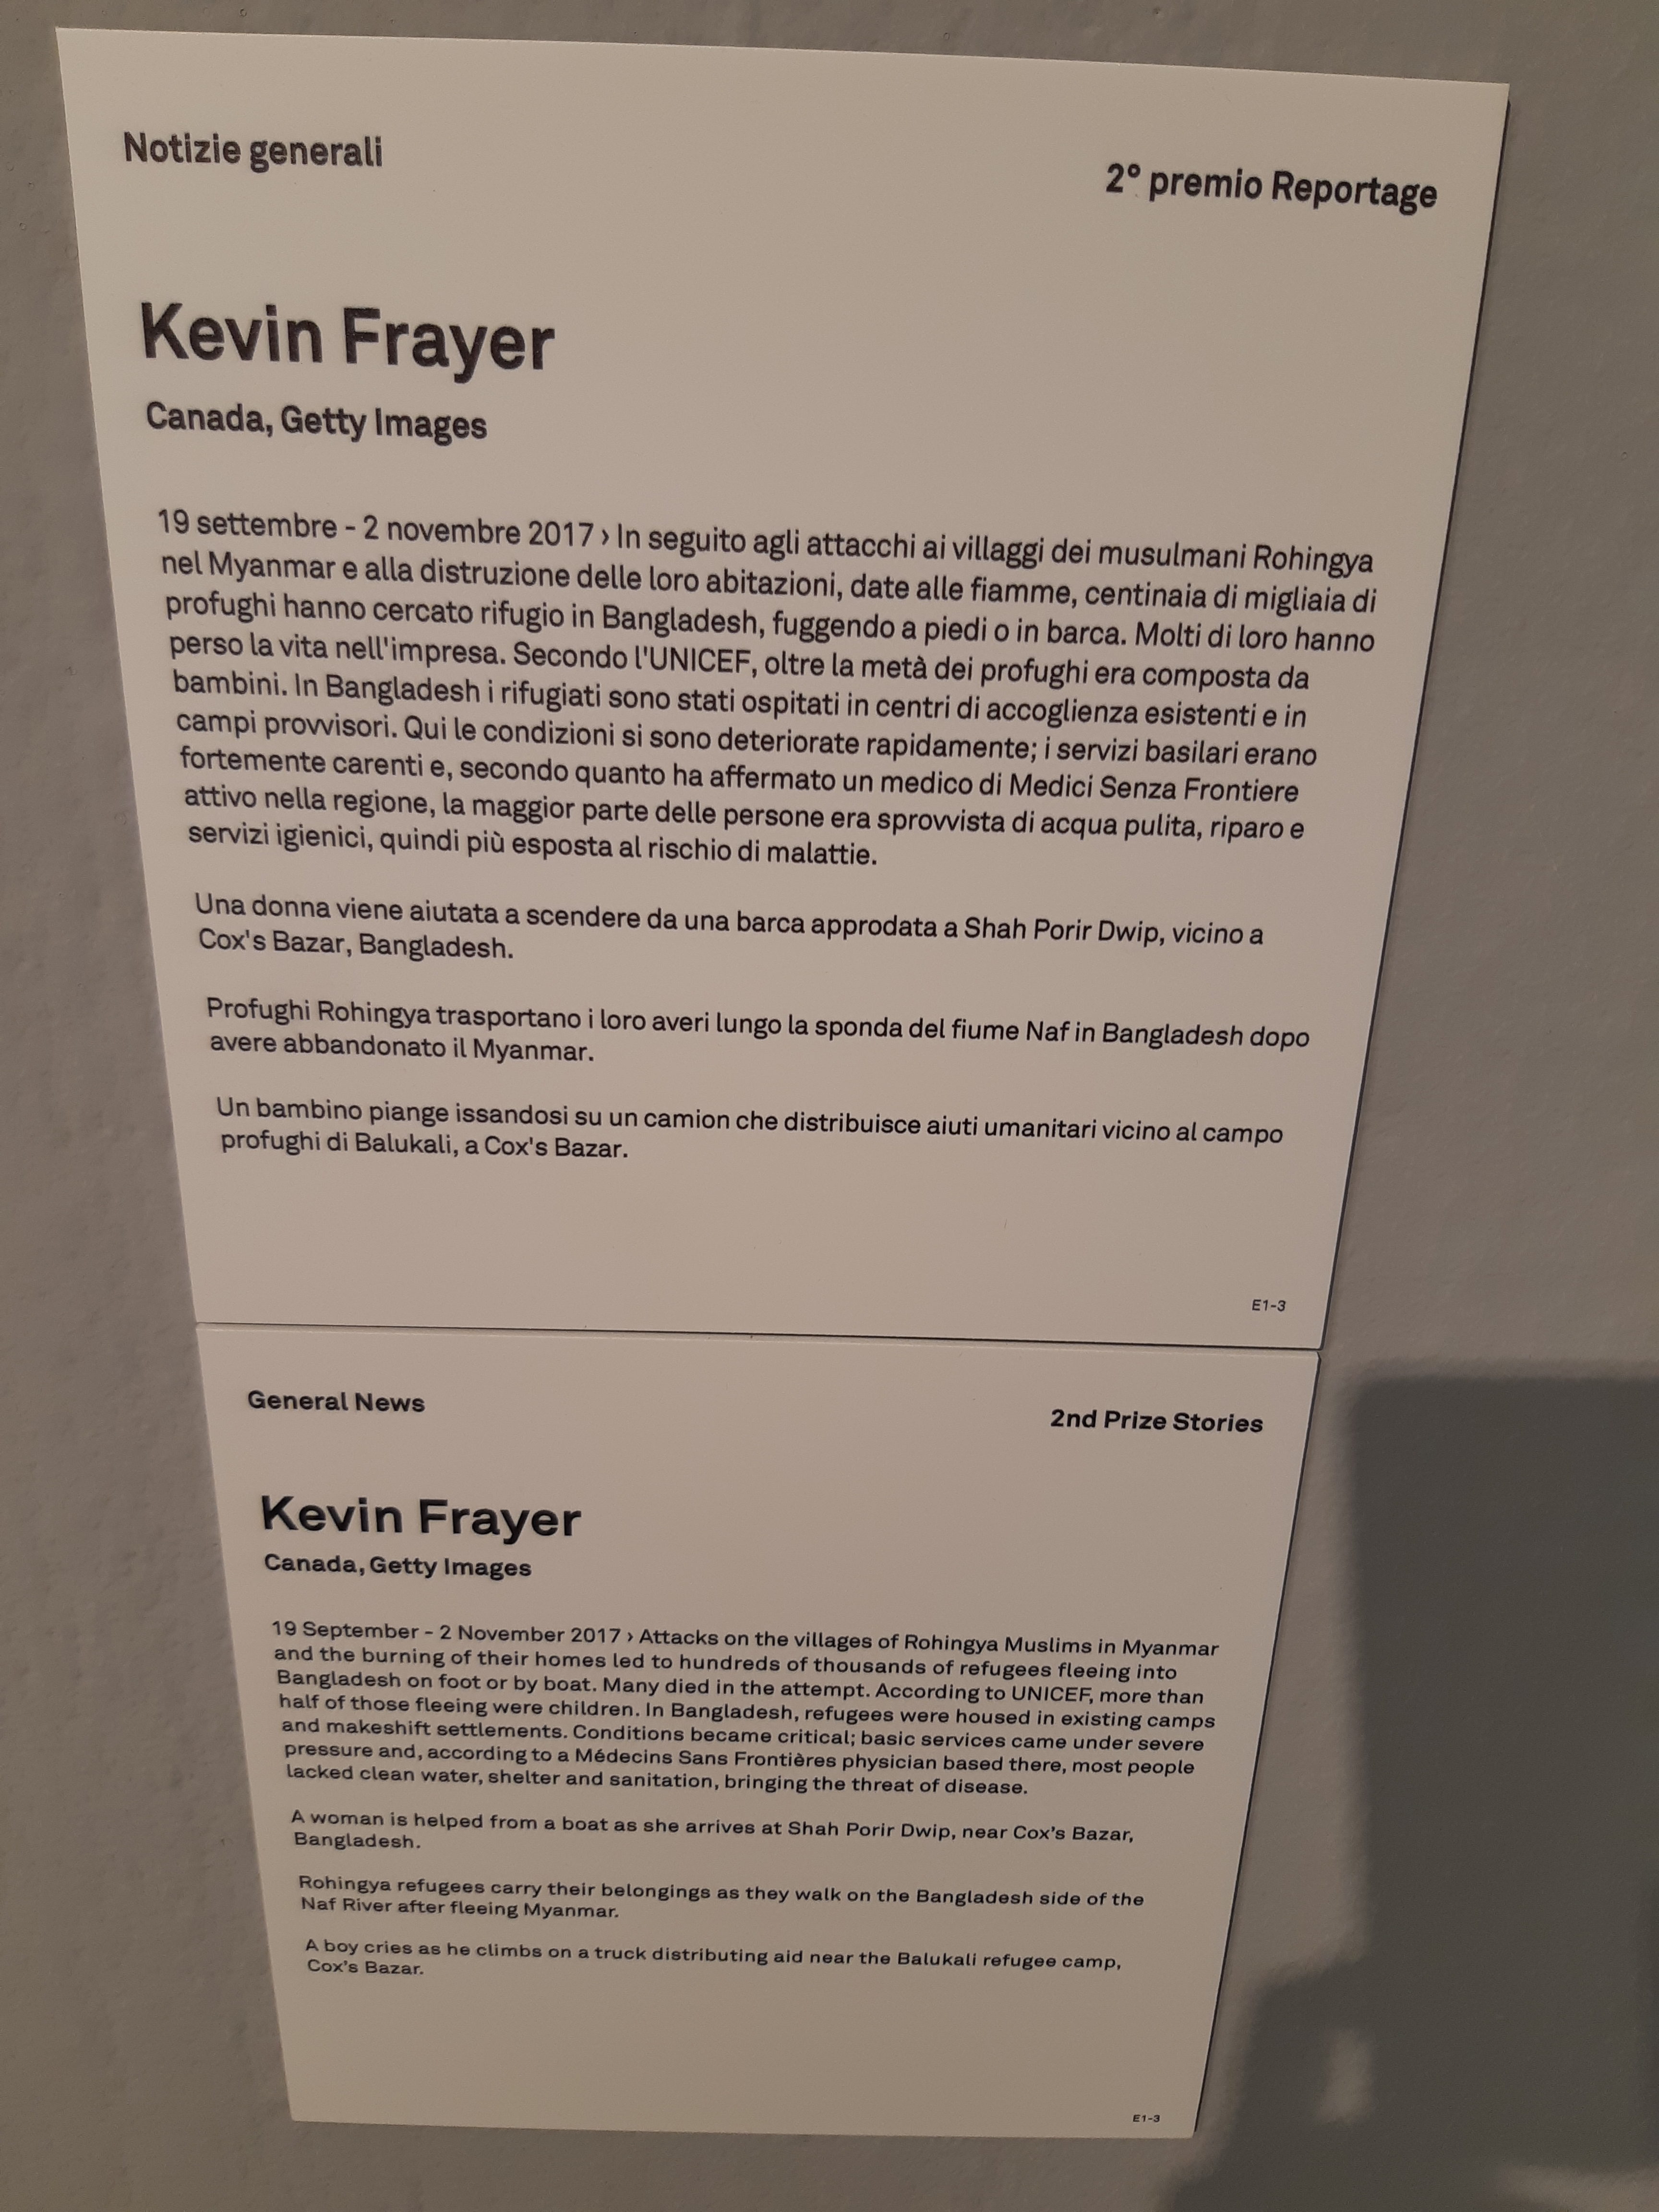 Notizie generali
2° premio Reportage
Kevin Frayer
Canada, Getty Images
19 settembre - 2 novembre 2017 › In seguito agli attacchi ai villaggi dei musulmani Rohingya
nel Myanmar e alla distruzione delle loro abitazioni, date alle fiamme, centinaia di migliaia di
profughi hanno cercato rifugio in Bangladesh, fuggendo a piedi o in barca. Molti di loro hanno
perso la vita nell'impresa. Secondo l'UNICEF, oltre la metà dei profughi era composta da
bambini. In Bangladesh i rifugiati sono stati ospitati in centri di accoglienza esistenti e in
campi provvisori. Qui le condizioni si sono deteriorate rapidamente; i servizi basilari erano
fortemente carenti e, secondo quanto ha affermato un medico di Medici Senza Frontiere
attivo nella regione, la maggior parte delle persone era sprovvista di acqua pulita, riparo e
servizi igienici, quindi più esposta al rischio di malattie.
Una donna viene aiutata a scendere da una barca approdata a Shah Porir Dwip, vicino a
Cox's Bazar, Bangladesh.
Profughi Rohingya trasportano i loro averi lungo la sponda del fiume Naf in Bangladesh dopo
avere abbandonato il Myanmar.
Un bambino piange issandosi su un camion che distribuisce aiuti umanitari vicino al campo
profughi di Balukali, a Cox's Bazar.
E1-3
General News
2nd Prize Stories
Kevin Frayer
Canada, Getty Images
19 September - 2 November 2017 › Attacks on the villages of Rohingya Muslims in Myanmar
and the burning of their homes led to hundreds of thousands of refugees fleeing into
Bangladesh on foot or by boat. Many died in the attempt. According to UNICEF, more than
half of those fleeing were children. In Bangladesh, refugees were housed in existing camps
and makeshift settlements. Conditions became critical; basic services came under severe
pressure and, according to a Médecins Sans Frontières physician based there, most people
lacked clean water, shelter and sanitation, bringing the threat of disease.
A woman is helped from a boat as she arrives at Shah Porir Dwip, near Cox's Bazar,
Bangladesh.
Rohingya refugees carry their belongings as they walk on the Bangladesh side of the
Naf River after fleeing Myanmar.
A boy cries as he climbs on a truck distributing aid near the Balukali refugee camp,
Cox's Bazar.
E1-3